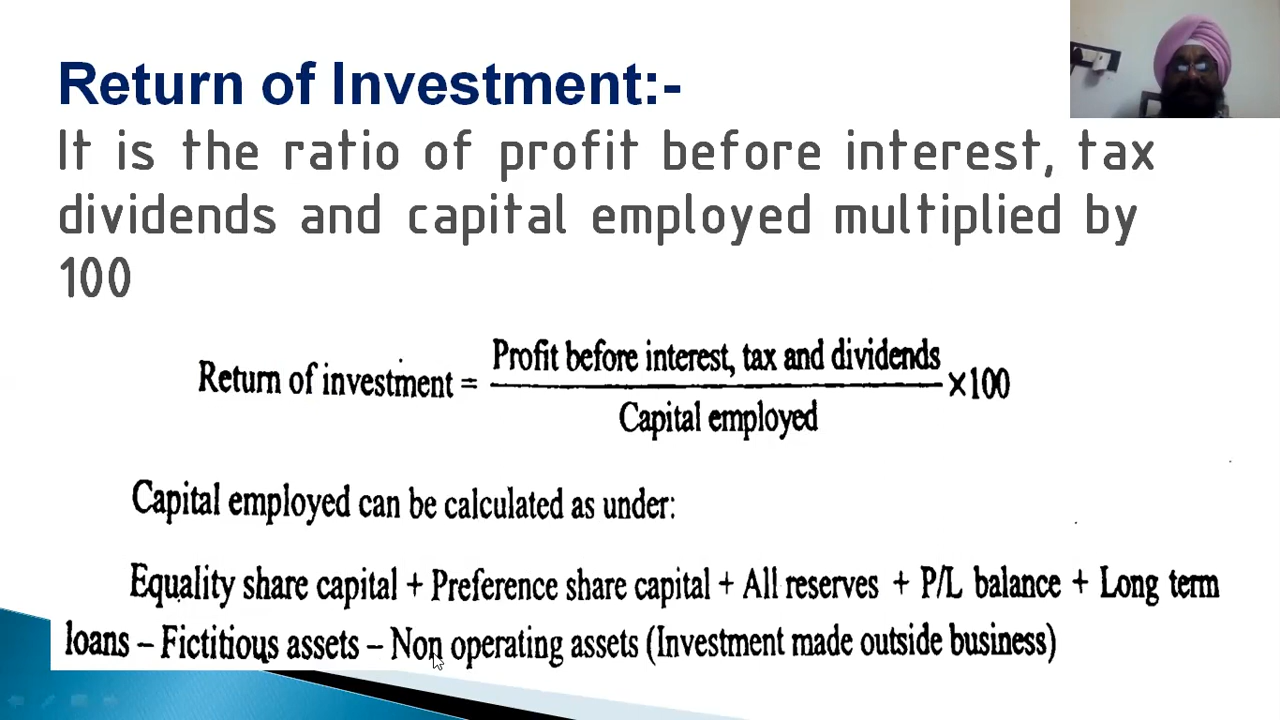 Return of Investment:-
It is the ratio of profit before interest, tax
dividends and capital employed multiplied by
100
Return of investment = Profit before interest, tax and dividends / Capital employed ×100
Capital employed can be calculated as under:
Equality share capital + Preference share capital + All reserves + P/L balance + Long term
loans – Fictitious assets – Non operating assets (Investment made outside business)